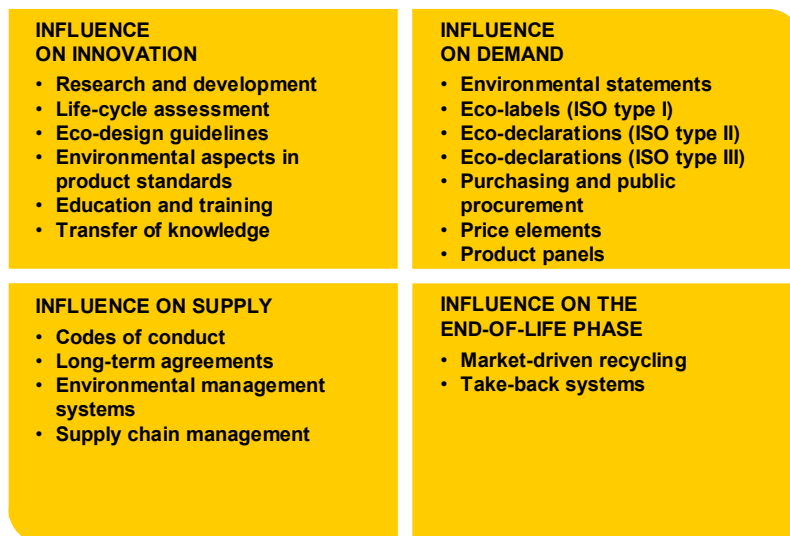 INFLUENCE
ON INNOVATION
• Research and development
• Life-cycle assessment
• Eco-design guidelines
• Environmental aspects in
product standards
• Education and training
• Transfer of knowledge
INFLUENCE
ON DEMAND
• Environmental statements
• Eco-labels (ISO type I)
• Eco-declarations (ISO type II)
• Eco-declarations (ISO type III)
• Purchasing and public
procurement
• Price elements
• Product panels
INFLUENCE ON SUPPLY
• Codes of conduct
• Long-term agreements
• Environmental management
systems
• Supply chain management
INFLUENCE ON THE
END-OF-LIFE PHASE
• Market-driven recycling
• Take-back systems